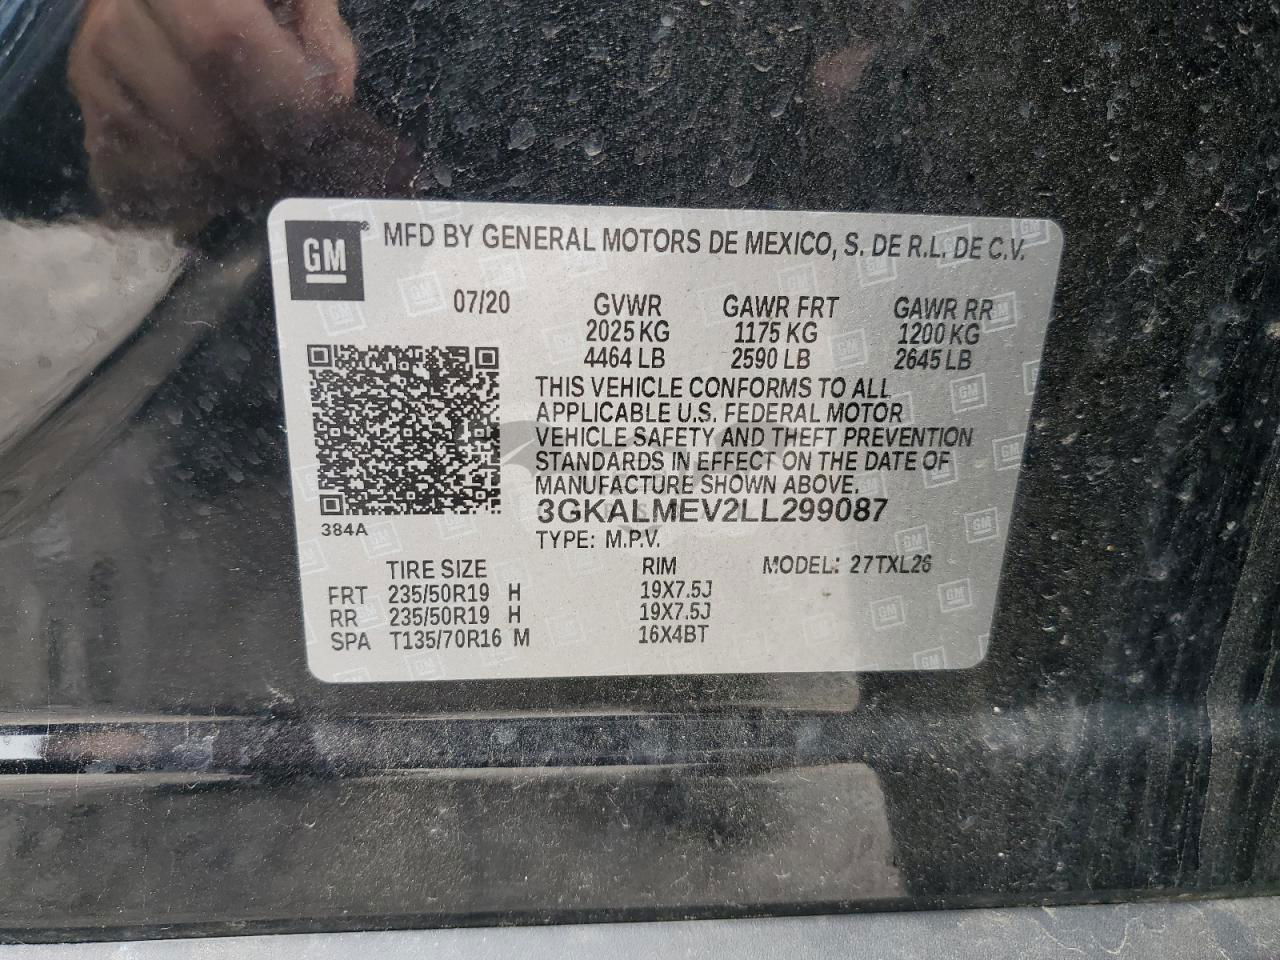 GM® MFD BY GENERAL MOTORS DE MEXICO, S. DE R.L. DE C.V.
07/20 GVWR GAWR FRT GAWR RR
2025 KG 1175 KG 1200 KG
4464 LB 2590 LB 2645 LB
THIS VEHICLE CONFORMS TO ALL
APPLICABLE U.S. FEDERAL MOTOR
VEHICLE SAFETY AND THEFT PREVENTION
STANDARDS IN EFFECT ON THE DATE OF
MANUFACTURE SHOWN ABOVE.
3GKALMEV2LL299087
384A TYPE: M.P.V.
TIRE SIZE RIM MODEL: 27TXL26
FRT 235/50R19 H 19X7.5J
RR 235/50R19 H 19X7.5J
SPA T135/70R16 M 16X4BT